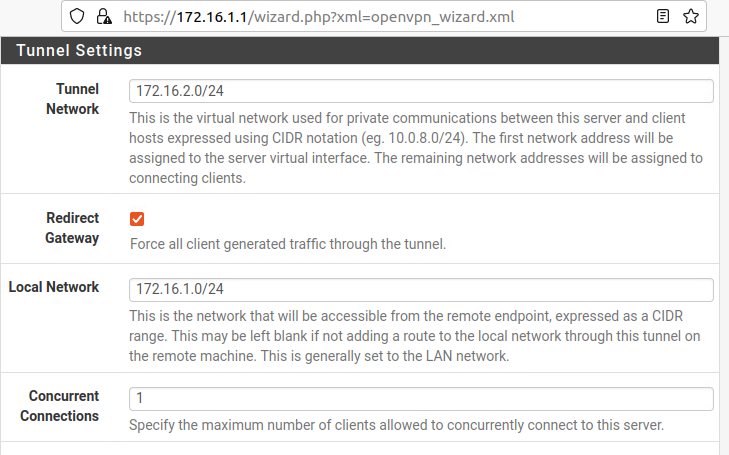 https://172.16.1.1/wizard.php?xml=openvpn_wizard.xml
Tunnel Settings
Tunnel
Network
172.16.2.0/24
This is the virtual network used for private communications between this server and client
hosts expressed using CIDR notation (eg. 10.0.8.0/24). The first network address will be
assigned to the server virtual interface. The remaining network addresses will be assigned to
connecting clients.
Redirect
Gateway
Force all client generated traffic through the tunnel.
Local Network
172.16.1.0/24
This is the network that will be accessible from the remote endpoint, expressed as a CIDR
range. This may be left blank if not adding a route to the local network through this tunnel on
the remote machine. This is generally set to the LAN network.
Concurrent
Connections
1
Specify the maximum number of clients allowed to concurrently connect to this server.